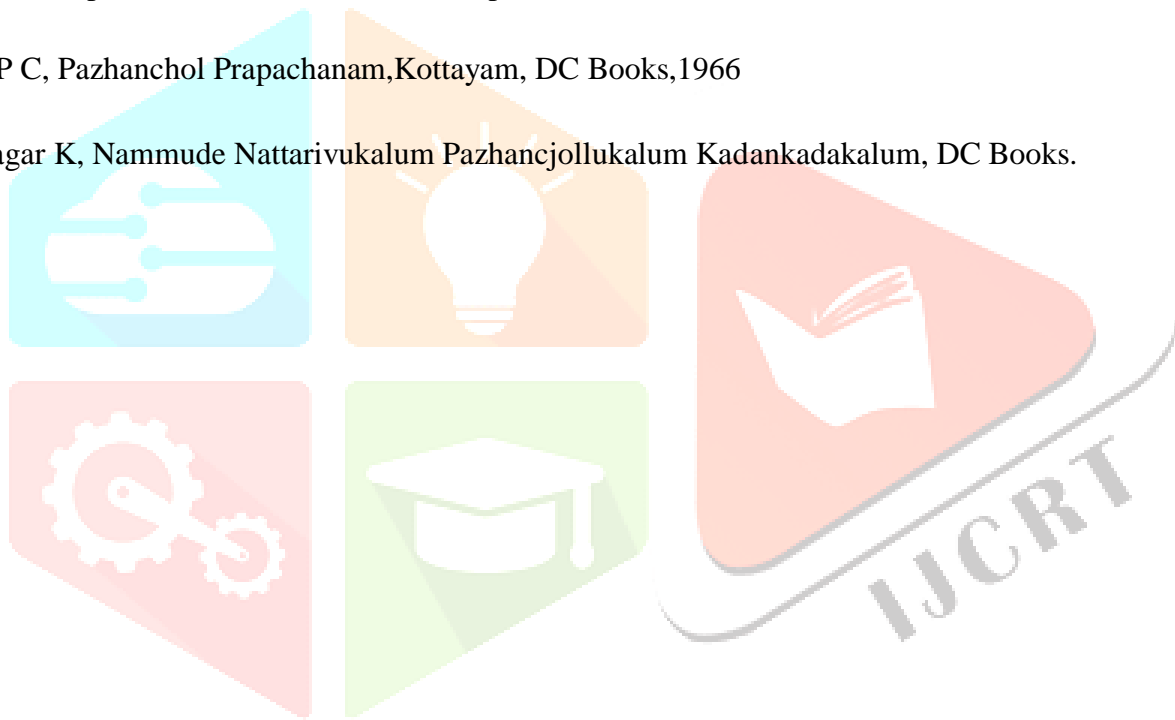 P C, Pazhanchol Prapachanam,Kottayam, DC Books,1966
agar K, Nammude Nattarivukalum Pazhancjollukalum Kadankadakalum, DC Books.
IJCRT